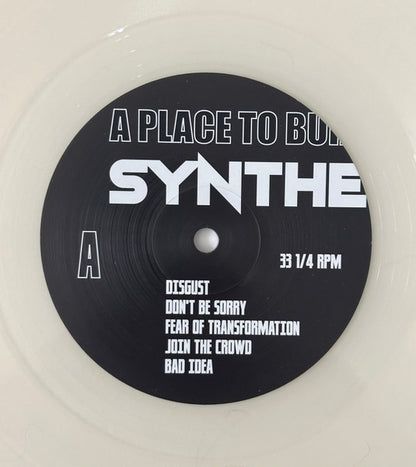 A PLACE TO BU
SYNTHE
A
33 1/4 RPM
DISGUST
DON'T BE SORRY
FEAR OF TRANSFORMATION
JOIN THE CROWD
BAD IDEA